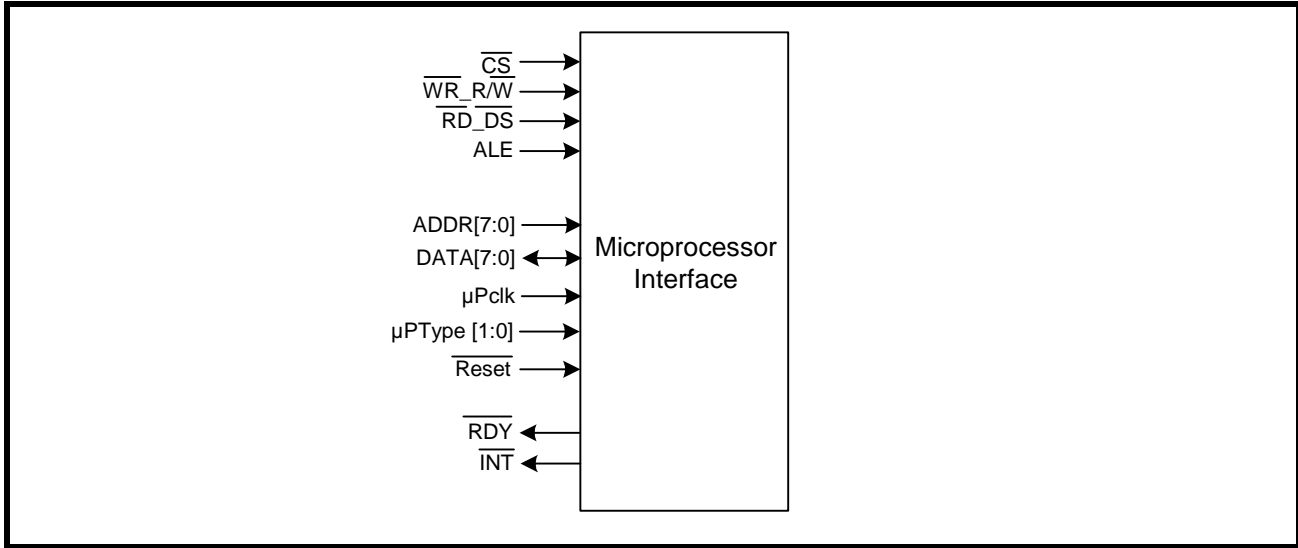 CS
WR_R/W
RD_DS
ALE
ADDR[7:0]
DATA[7:0]
µPclk
µPType [1:0]
Reset
RDY
INT
Microprocessor
Interface